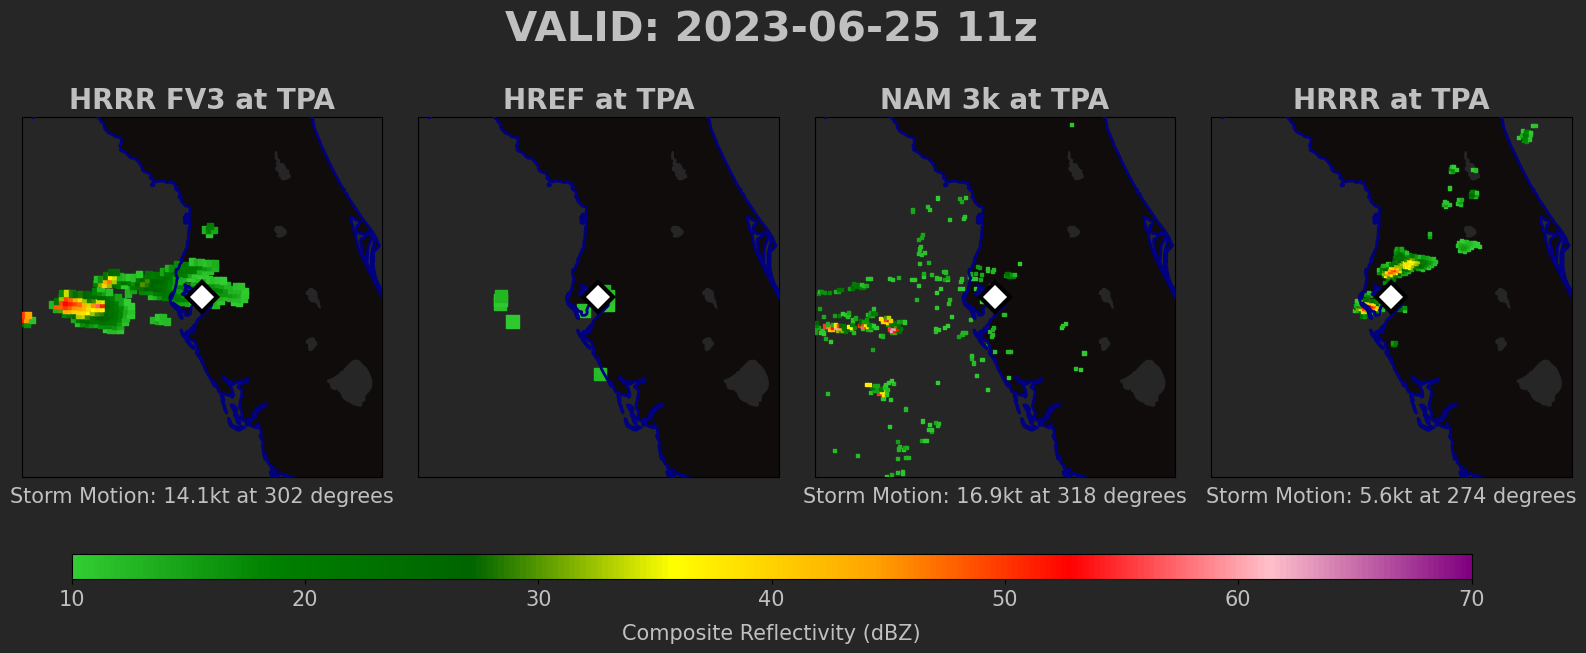 VALID: 2023-06-25 11z
HRRR FV3 at TPA
HREF at TPA
NAM 3k at TPA
HRRR at TPA
Storm Motion: 14.1kt at 302 degrees
Storm Motion: 16.9kt at 318 degrees
Storm Motion: 5.6kt at 274 degrees
10 20 30 40 50 60 70
Composite Reflectivity (dBZ)